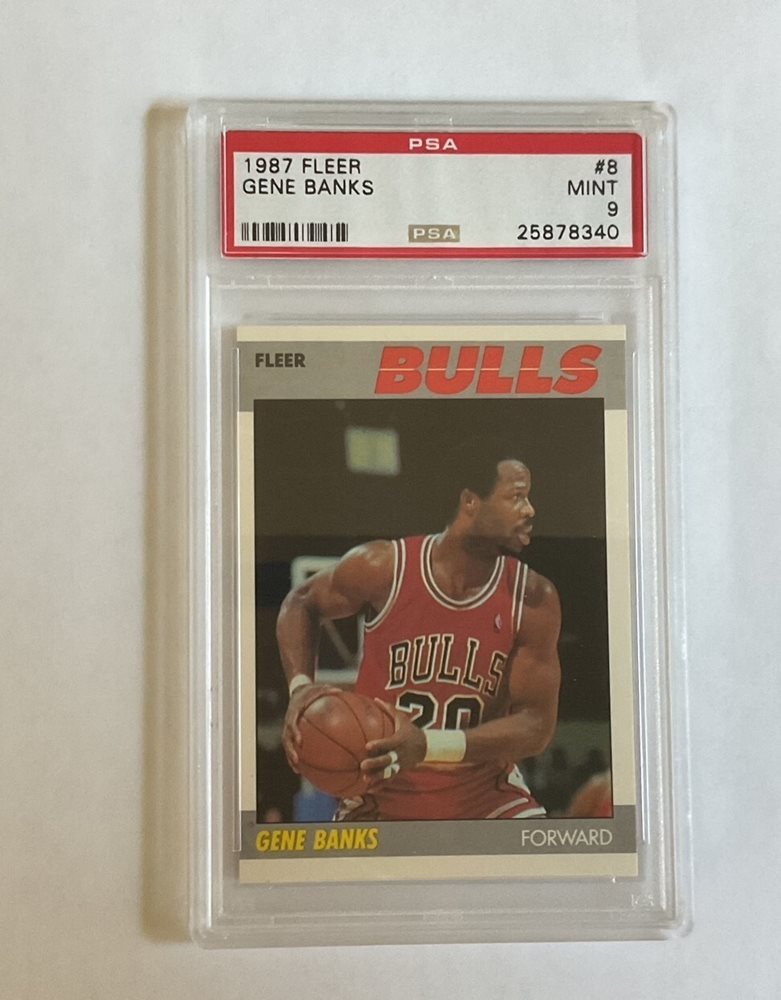 PSA
1987 FLEER #8
GENE BANKS MINT
9
PSA 25878340
FLEER BULLS
BULLS
20
GENE BANKS FORWARD